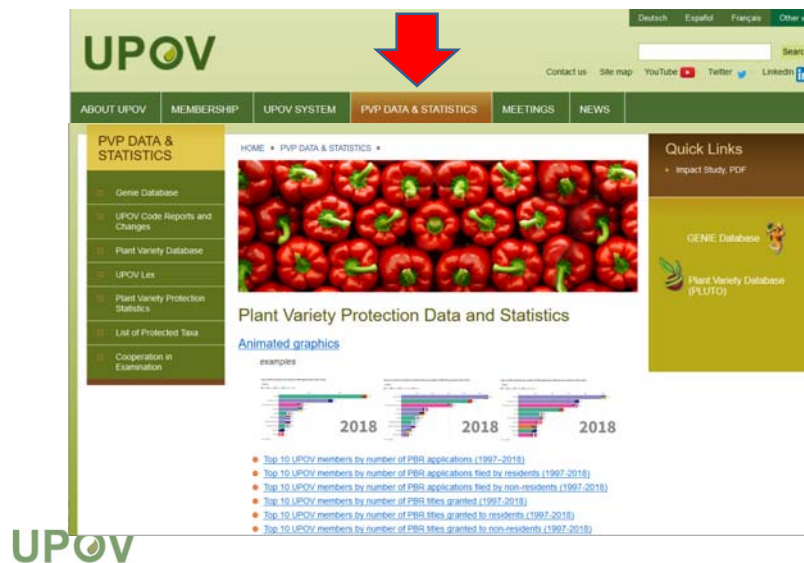 Deutsch Español Français Other
UPOV
Search
Contact us Site map YouTube Twitter LinkedIn in
ABOUT UPOV MEMBERSHIP UPOV SYSTEM PVP DATA & STATISTICS MEETINGS NEWS
PVP DATA &
STATISTICS
Genie Database
UPOV Code Reports and
Changes
Plant Variety Database
UPOV Lex
Plant Variety Protection
Statistics
List of Protected Taxa
Cooperation in
Examination
HOME PVP DATA & STATISTICS
Plant Variety Protection Data and Statistics
Animated graphics
examples
2018 2018 2018
Top 10 UPOV members by number of PBR applications (1997-2018)
Top 10 UPOV members by number of PBR applications filed by residents (1997-2018)
Top 10 UPOV members by number of PBR applications filed by non-residents (1997-2018)
Top 10 UPOV members by number of PBR titles granted (1997-2018)
Top 10 UPOV members by number of PBR titles granted to residents (1997-2018)
Top 10 UPOV members by number of PBR titles granted to non-residents (1997-2018)
Quick Links
Impact Study, PDF
GENIE Database
Plant Variety Database
(PLUTO)
UPOV